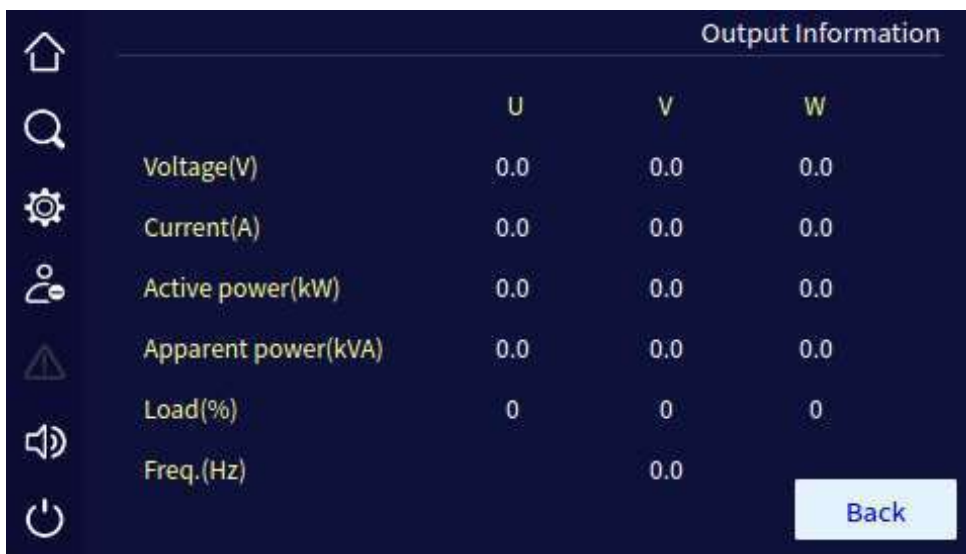 Output Information
U V W
Voltage(V) 0.0 0.0 0.0
Current(A) 0.0 0.0 0.0
Active power(kW) 0.0 0.0 0.0
Apparent power(kVA) 0.0 0.0 0.0
Load(%) 0 0 0
Freq.(Hz) 0.0
Back